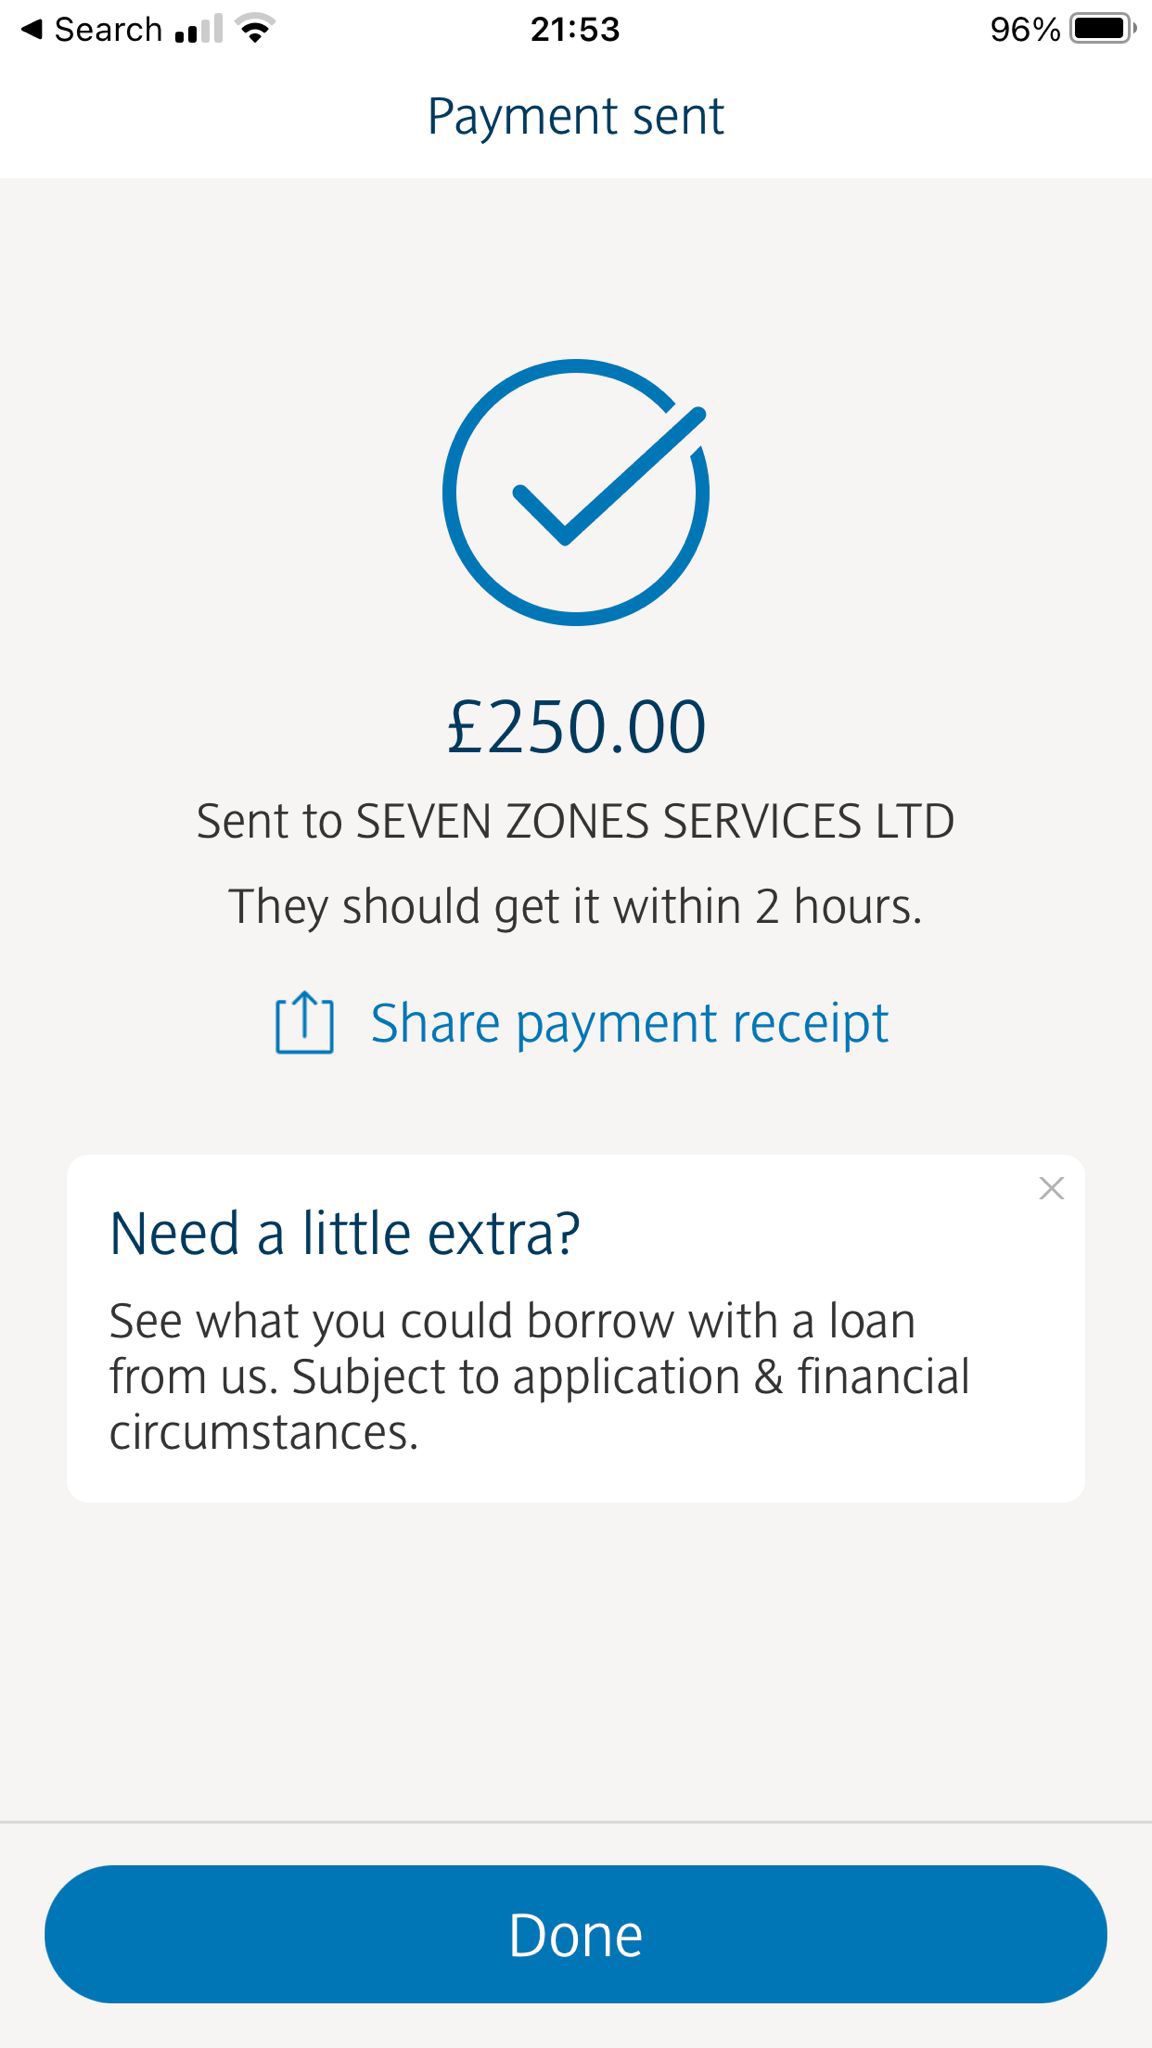 ◀ Search
21:53
96%
Payment sent
£250.00
Sent to SEVEN ZONES SERVICES LTD
They should get it within 2 hours.
Share payment receipt
Need a little extra?
See what you could borrow with a loan
from us. Subject to application & financial
circumstances.
Done